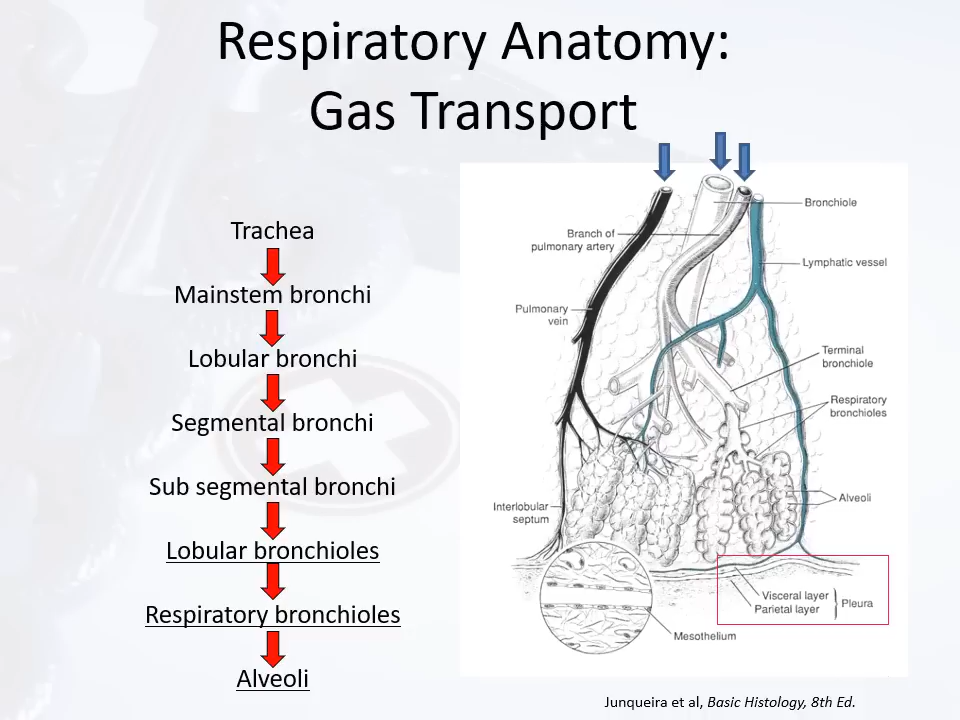 Respiratory Anatomy:
Gas Transport
Trachea
Mainstem bronchi
Lobular bronchi
Segmental bronchi
Sub segmental bronchi
Lobular bronchioles
Respiratory bronchioles
Alveoli
Bronchiole
Branch of
pulmonary artery
Lymphatic vessel
Pulmonary
vein
Terminal
bronchiole
Respiratory
bronchioles
Alveoli
Interlobular
septum
Visceral layer
Parietal layer
Pleura
Mesothelium
Junqueira et al, Basic Histology, 8th Ed.